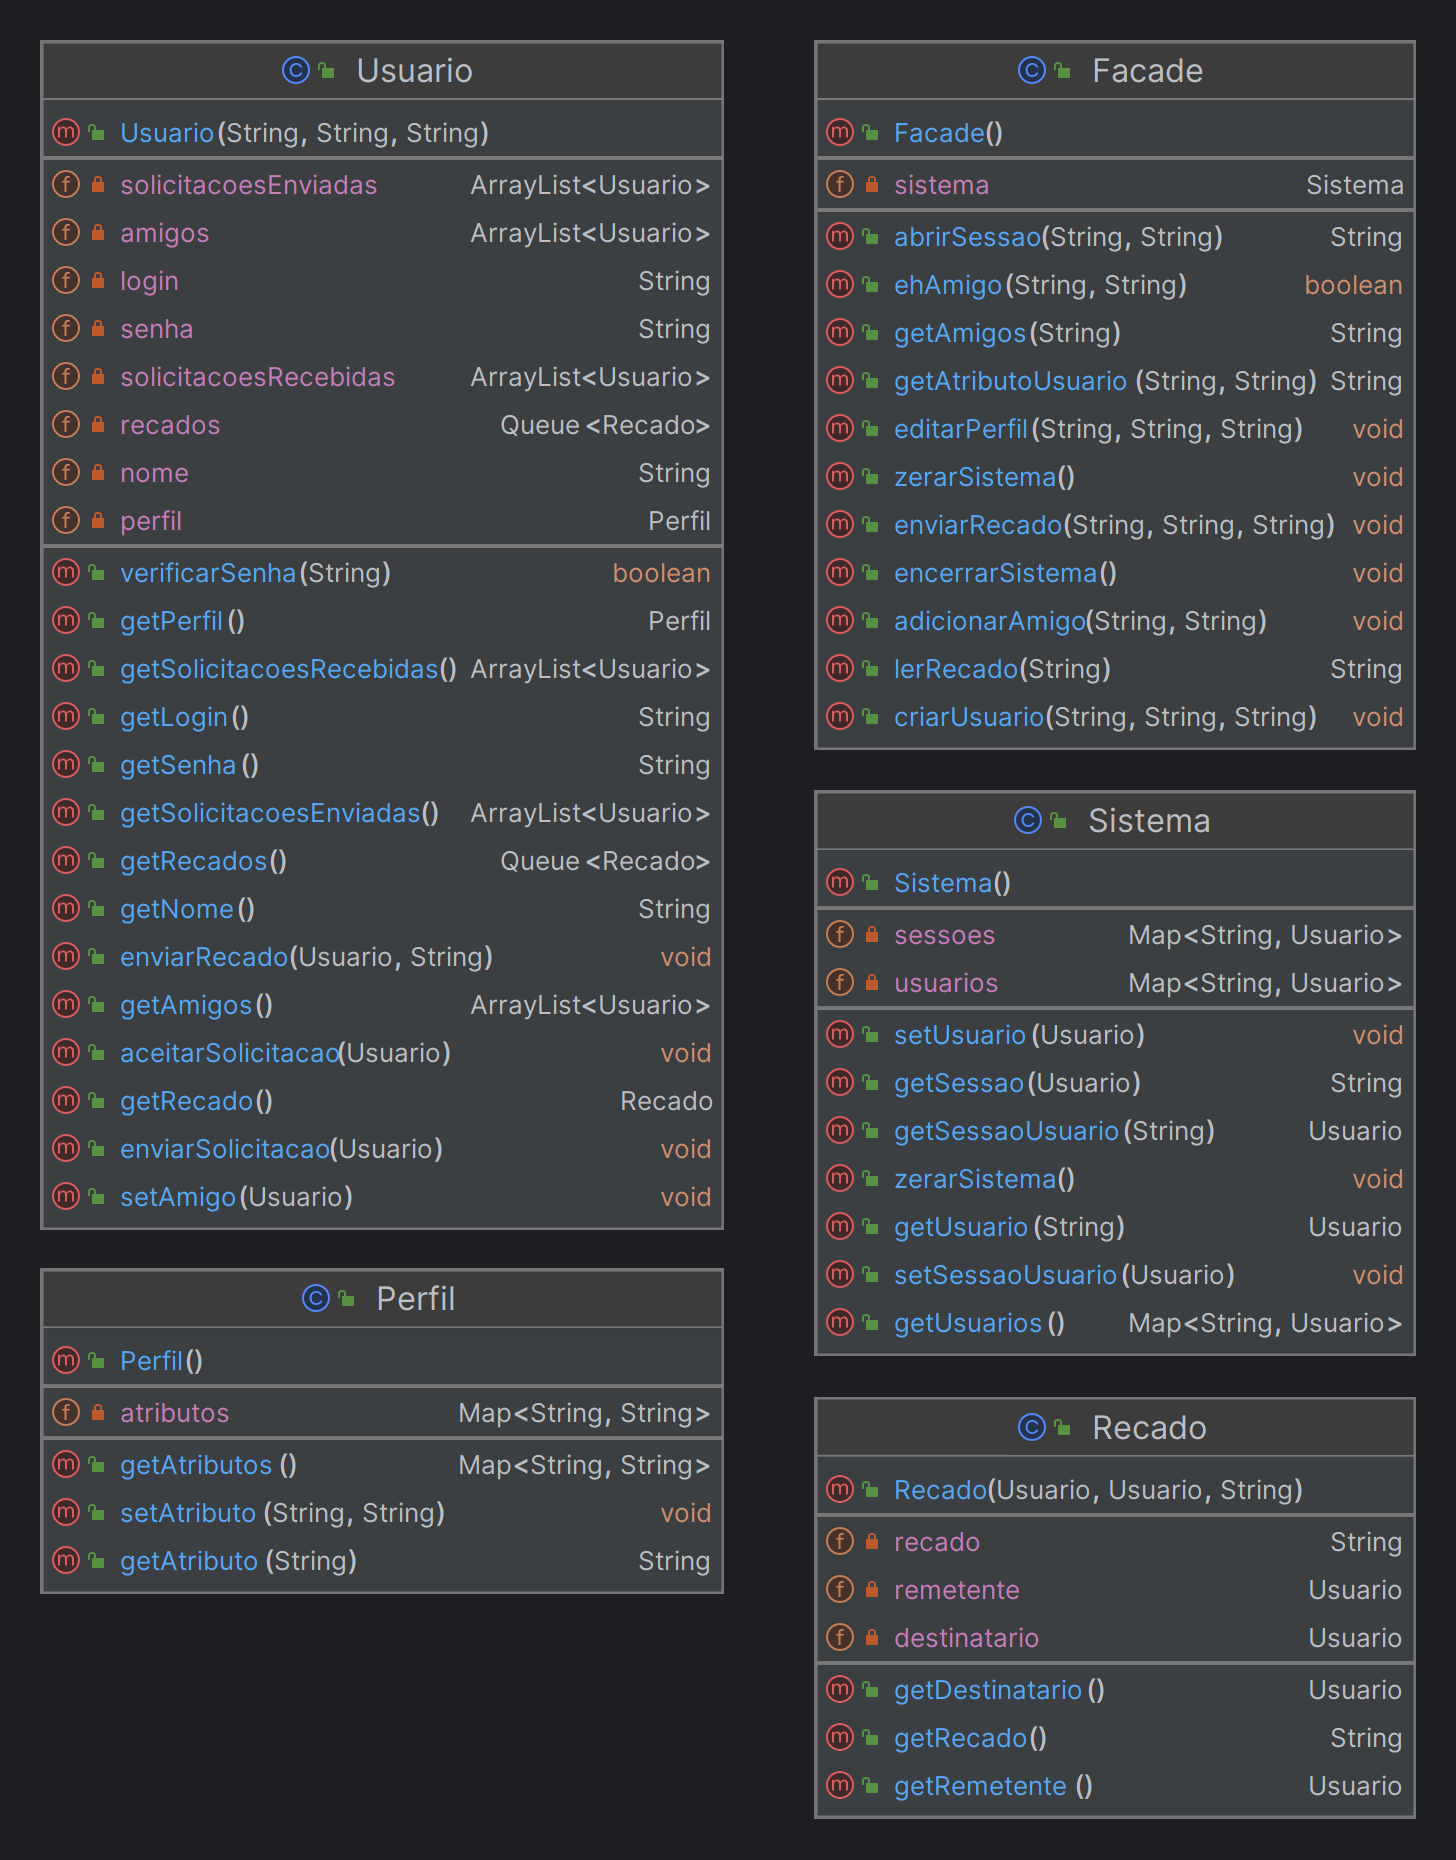 Usuario
Usuario(String, String, String)
solicitacoesEnviadas ArrayList<Usuario>
amigos ArrayList<Usuario>
login String
senha String
solicitacoesRecebidas ArrayList<Usuario>
recados Queue<Recado>
nome String
perfil Perfil
verificarSenha(String) boolean
getPerfil() Perfil
getSolicitacoesRecebidas() ArrayList<Usuario>
getLogin() String
getSenha() String
getSolicitacoesEnviadas() ArrayList<Usuario>
getRecados() Queue<Recado>
getNome() String
enviarRecado(Usuario, String) void
getAmigos() ArrayList<Usuario>
aceitarSolicitacao(Usuario) void
getRecado() Recado
enviarSolicitacao(Usuario) void
setAmigo(Usuario) void
Perfil
Perfil()
atributos Map<String, String>
getAtributos() Map<String, String>
setAtributo(String, String) void
getAtributo(String) String
Facade
Facade()
sistema Sistema
abrirSessao(String, String) String
ehAmigo(String, String) boolean
getAmigos(String) String
getAtributoUsuario(String, String) String
editarPerfil(String, String, String) void
zerarSistema() void
enviarRecado(String, String, String) void
encerrarSistema() void
adicionarAmigo(String, String) void
lerRecado(String) String
criarUsuario(String, String, String) void
Sistema
Sistema()
sessoes Map<String, Usuario>
usuarios Map<String, Usuario>
setUsuario(Usuario) void
getSessao(Usuario) String
getSessaoUsuario(String) Usuario
zerarSistema() void
getUsuario(String) Usuario
setSessaoUsuario(Usuario) void
getUsuarios() Map<String, Usuario>
Recado
Recado(Usuario, Usuario, String)
recado String
remetente Usuario
destinatario Usuario
getDestinatario() Usuario
getRecado() String
getRemetente() Usuario